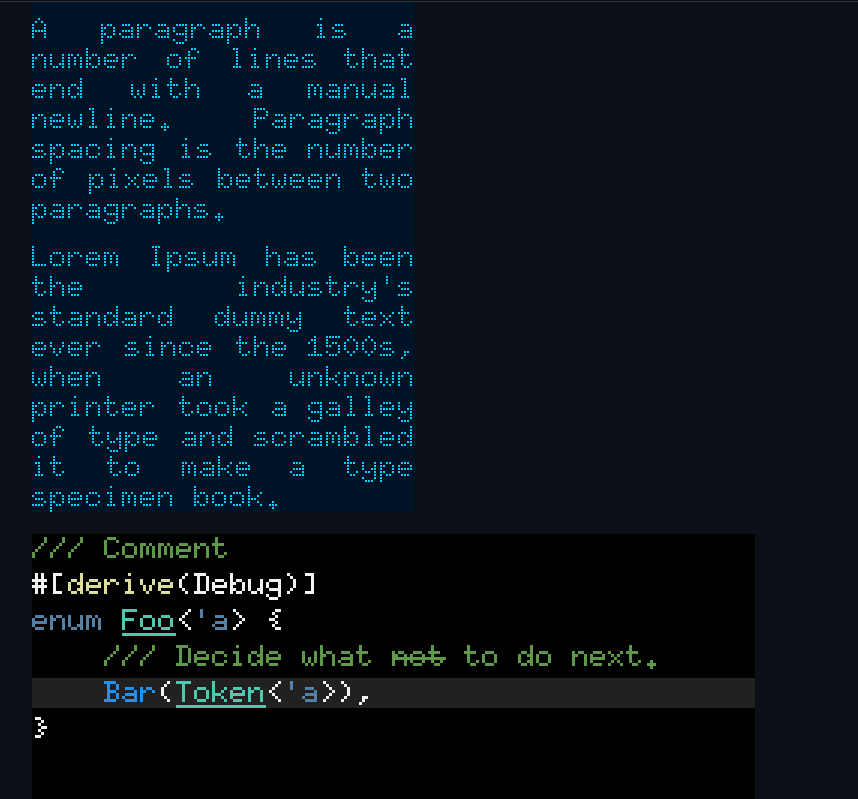 A paragraph is a
number of lines that
end with a manual
newline. Paragraph
spacing is the number
of pixels between two
paragraphs.
Lorem Ipsum has been
the industry's
standard dummy text
ever since the 1500s,
when an unknown
printer took a galley
of type and scrambled
it to make a type
specimen book.
/// Comment
#[derive(Debug)]
enum Foo<'a> {
    /// Decide what not to do next.
    Bar(Token<'a>),
}